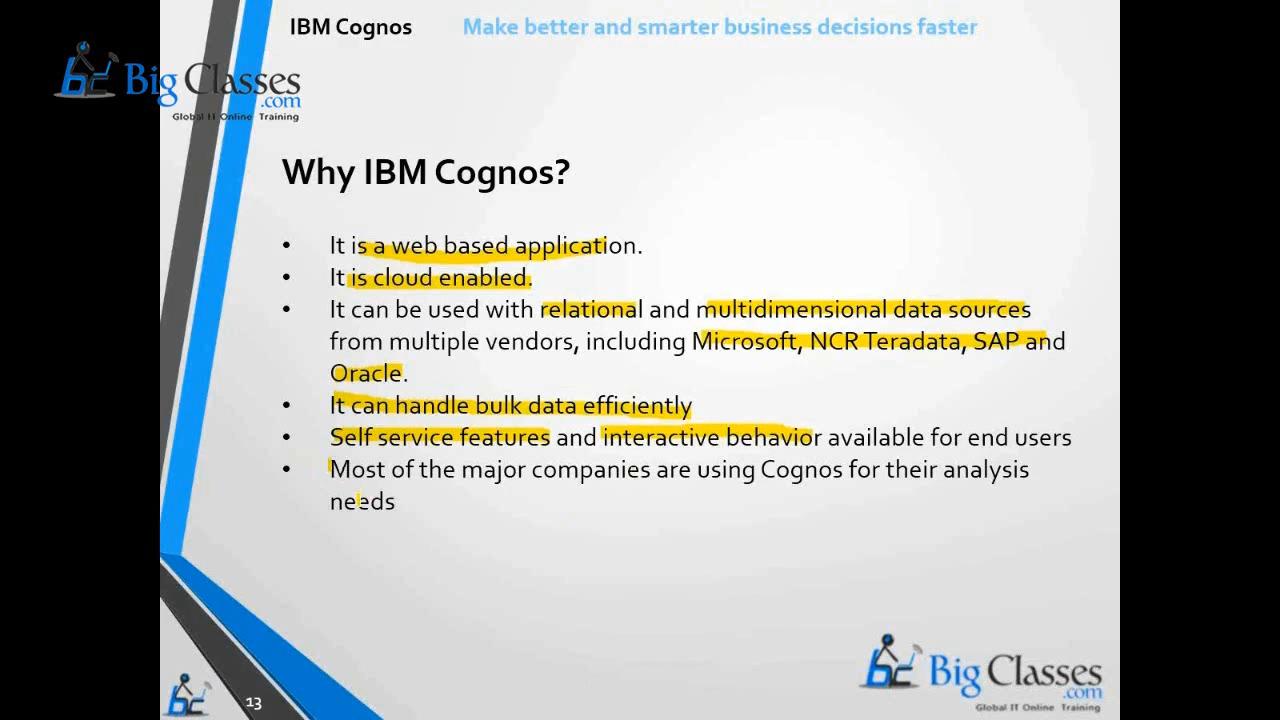 IBM Cognos Make better and smarter business decisions faster
Big Classes
.com
Global IT Online Training
Why IBM Cognos?
• It is a web based application.
• It is cloud enabled.
• It can be used with relational and multidimensional data sources
from multiple vendors, including Microsoft, NCR Teradata, SAP and
Oracle.
• It can handle bulk data efficiently
• Self service features and interactive behavior available for end users
• Most of the major companies are using Cognos for their analysis
needs
Big Classes
.com
Global IT Online Training
13